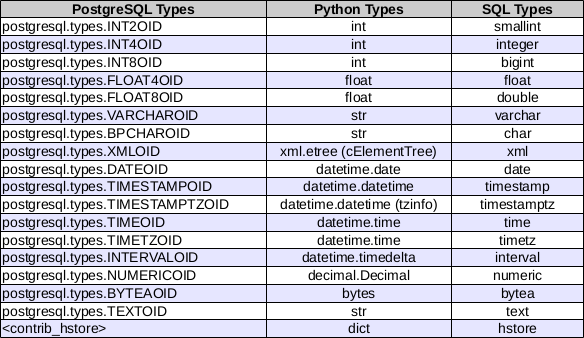 PostgreSQL Types Python Types SQL Types
postgresql.types.INT2OID int smallint
postgresql.types.INT4OID int integer
postgresql.types.INT8OID int bigint
postgresql.types.FLOAT4OID float float
postgresql.types.FLOAT8OID float double
postgresql.types.VARCHAROID str varchar
postgresql.types.BPCHAROID str char
postgresql.types.XMLOID xml.etree (cElementTree) xml
postgresql.types.DATEOID datetime.date date
postgresql.types.TIMESTAMPOID datetime.datetime timestamp
postgresql.types.TIMESTAMPTZOID datetime.datetime (tzinfo) timestamptz
postgresql.types.TIMEOID datetime.time time
postgresql.types.TIMETZOID datetime.time timetz
postgresql.types.INTERVALOID datetime.timedelta interval
postgresql.types.NUMERICOID decimal.Decimal numeric
postgresql.types.BYTEAOID bytes bytea
postgresql.types.TEXTOID str text
<contrib_hstore> dict hstore